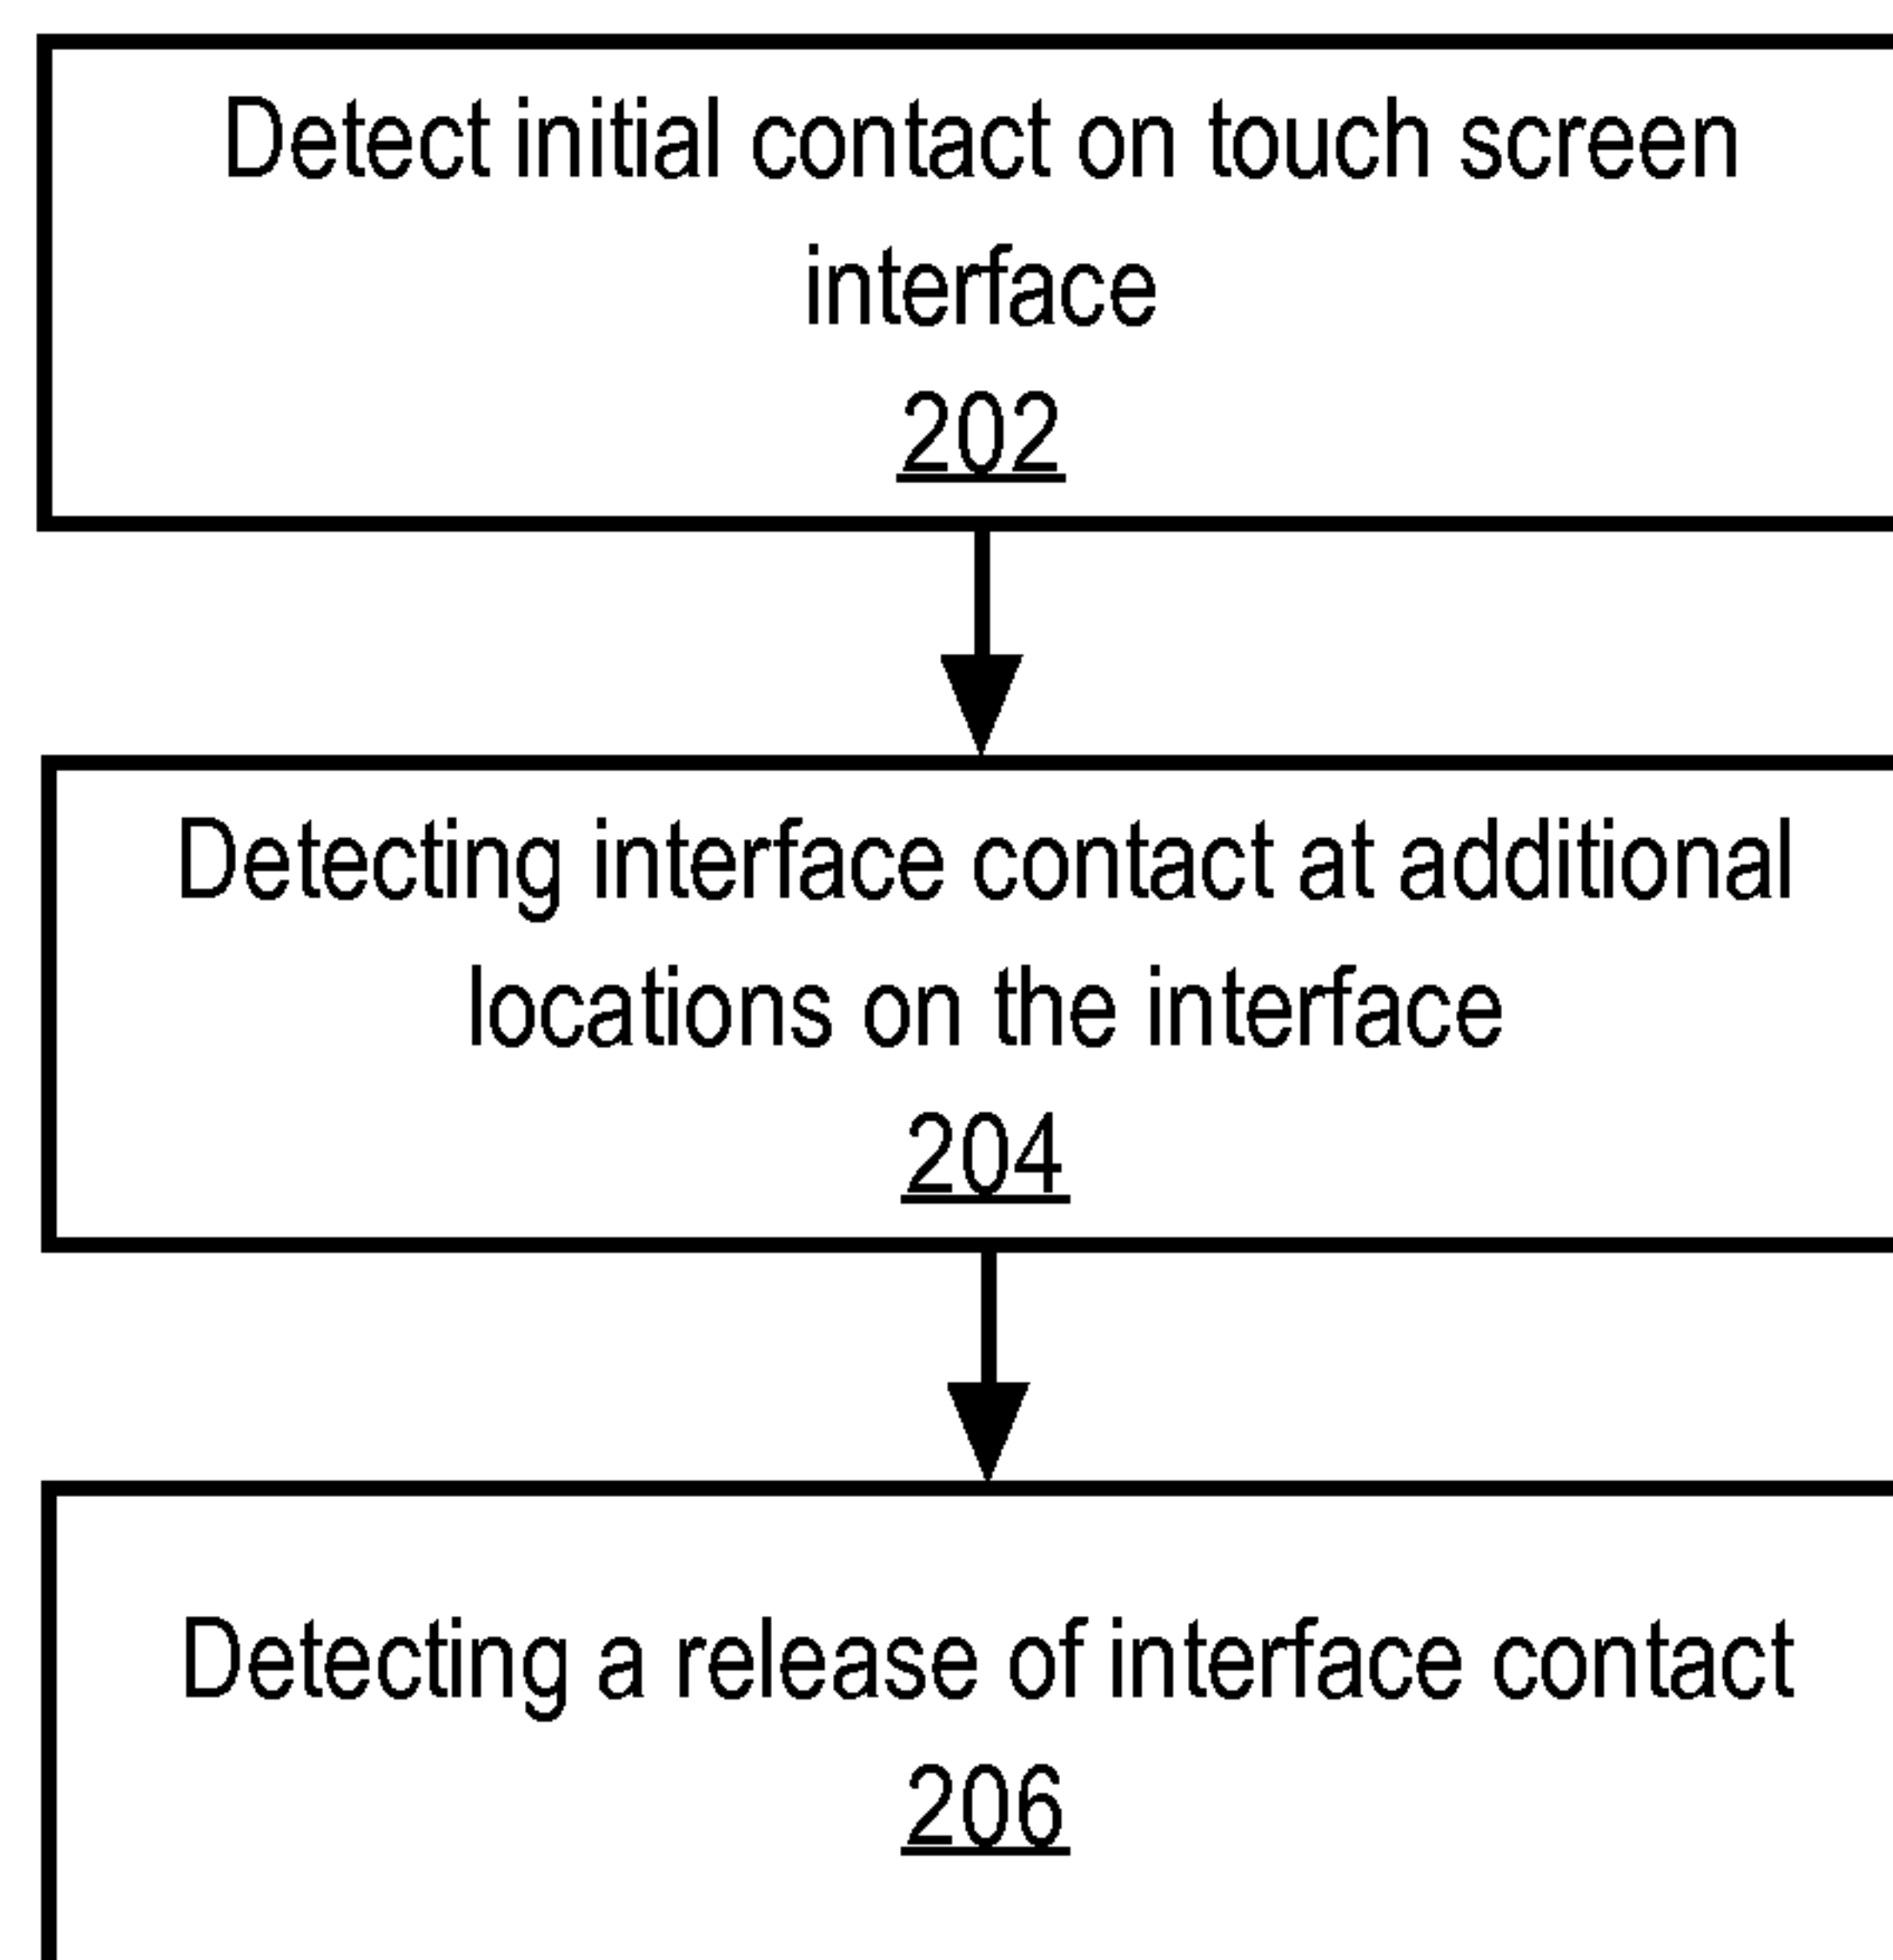 Detect initial contact on touch screen
interface
202
Detecting interface contact at additional
locations on the interface
204
Detecting a release of interface contact
206